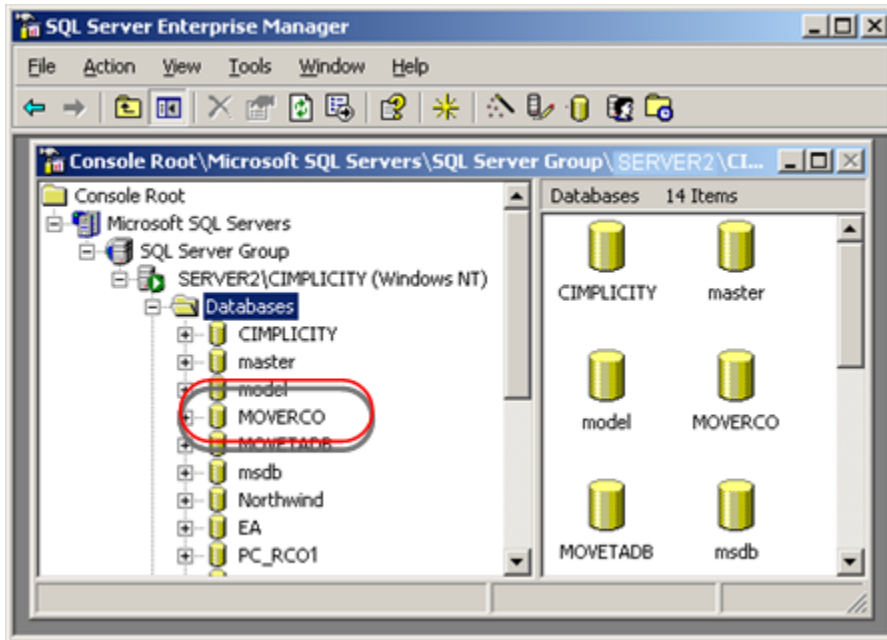 SQL Server Enterprise Manager
File Action View Tools Window Help
Console Root\Microsoft SQL Servers\SQL Server Group\SERVER2\CI...
Console Root
Microsoft SQL Servers
SQL Server Group
SERVER2\CIMPLICITY (Windows NT)
Databases
CIMPLICITY
master
model
MOVERCO
MOVETADB
msdb
Northwind
EA
PC_RCO1
Databases 14 Items
CIMPLICITY master
model MOVERCO
MOVETADB msdb